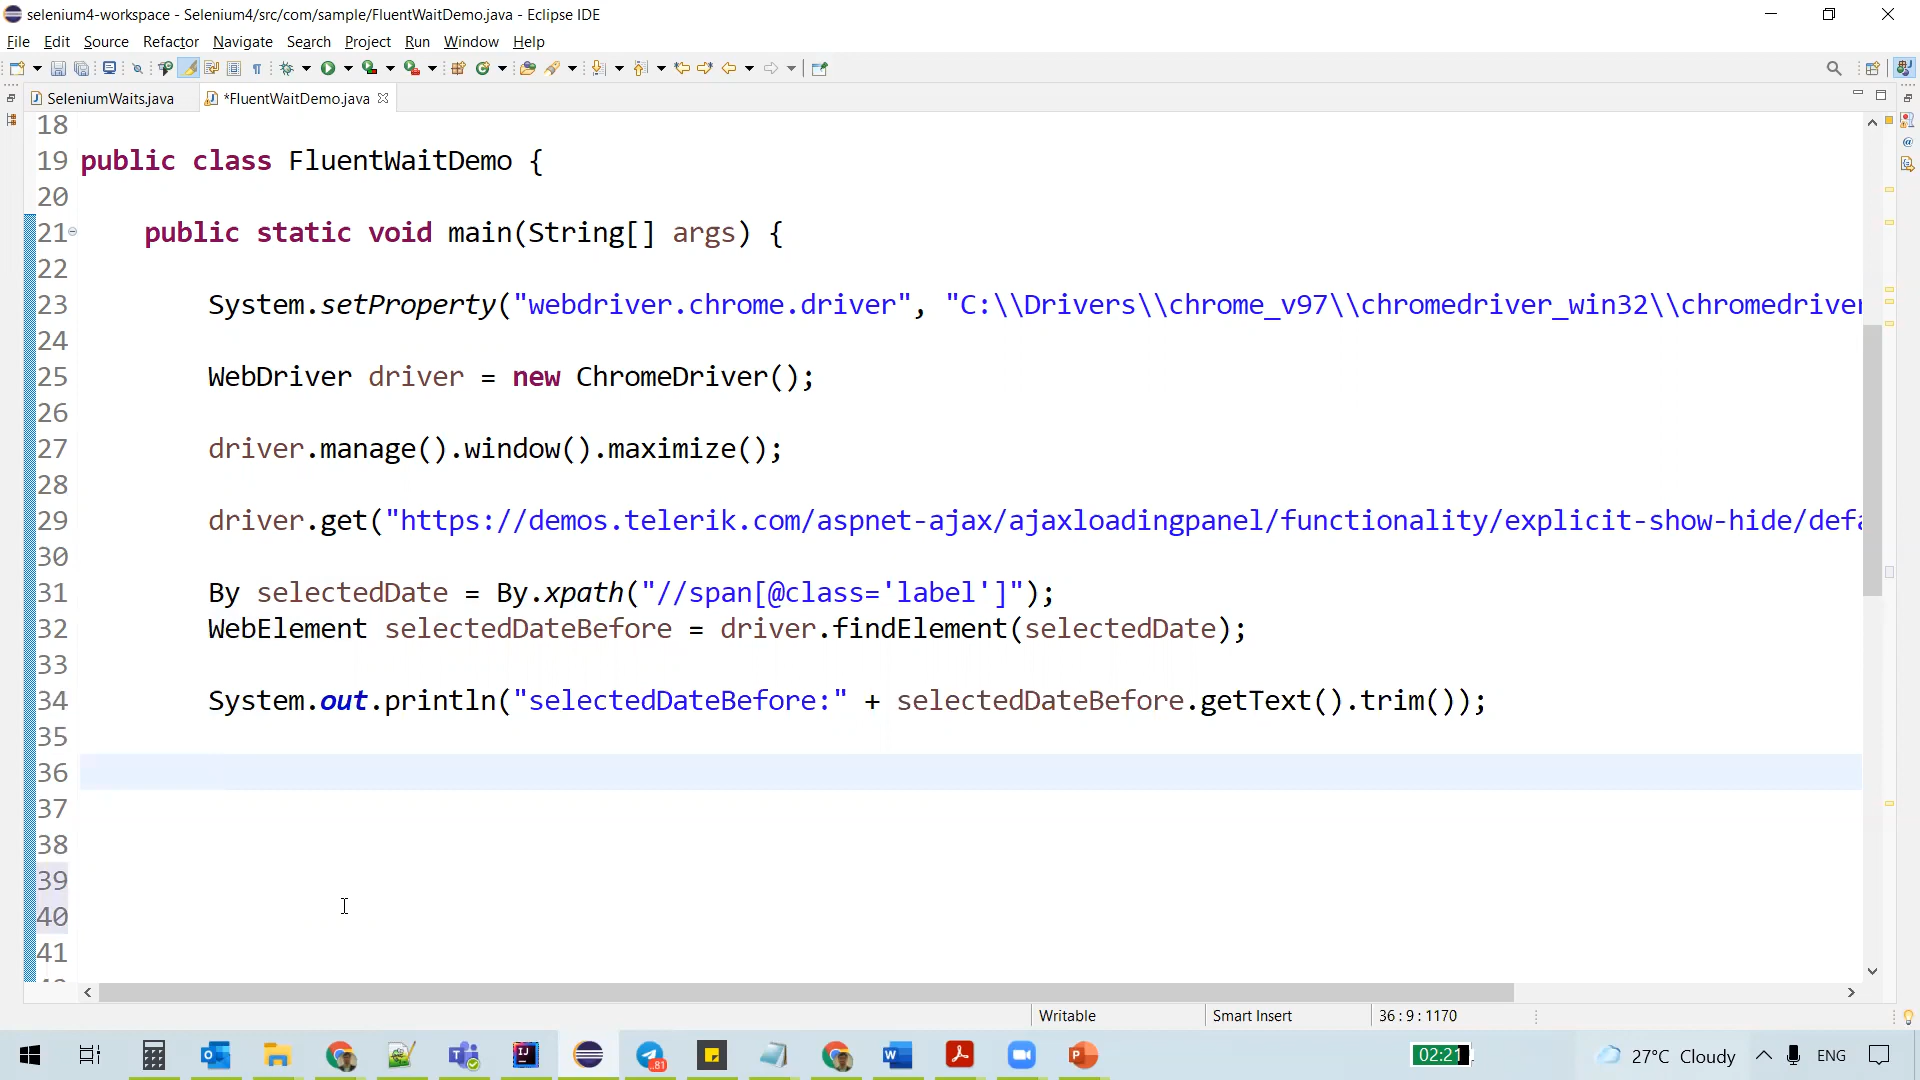 selenium4-workspace - Selenium4/src/com/sample/FluentWaitDemo.java - Eclipse IDE
File Edit Source Refactor Navigate Search Project Run Window Help
SeleniumWaits.java *FluentWaitDemo.java
18
19 public class FluentWaitDemo {
20
21 public static void main(String[] args) {
22
23 System.setProperty("webdriver.chrome.driver", "C:\\Drivers\\chrome_v97\\chromedriver_win32\\chromedriver
24
25 WebDriver driver = new ChromeDriver();
26
27 driver.manage().window().maximize();
28
29 driver.get("https://demos.telerik.com/aspnet-ajax/ajaxloadingpanel/functionality/explicit-show-hide/defa
30
31 By selectedDate = By.xpath("//span[@class='label']");
32 WebElement selectedDateBefore = driver.findElement(selectedDate);
33
34 System.out.println("selectedDateBefore:" + selectedDateBefore.getText().trim());
35
36
37
38
39
40
41
Writable Smart Insert 36 : 9 : 1170
81 02:21 27°C Cloudy ENG